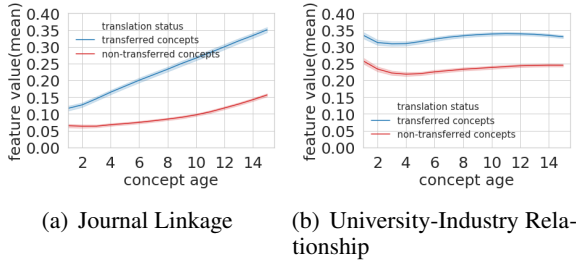 feature value(mean)
0.40
0.35
0.30
0.25
0.20
0.15
0.10
0.05
0.00
translation status
transferred concepts
non-transferred concepts
2 4 6 8 10 12 14
concept age
(a) Journal Linkage
feature value(mean)
0.40
0.35
0.30
0.25
0.20
0.15
0.10
0.05
0.00
translation status
transferred concepts
non-transferred concepts
2 4 6 8 10 12 14
concept age
(b) University-Industry Rela-
tionship